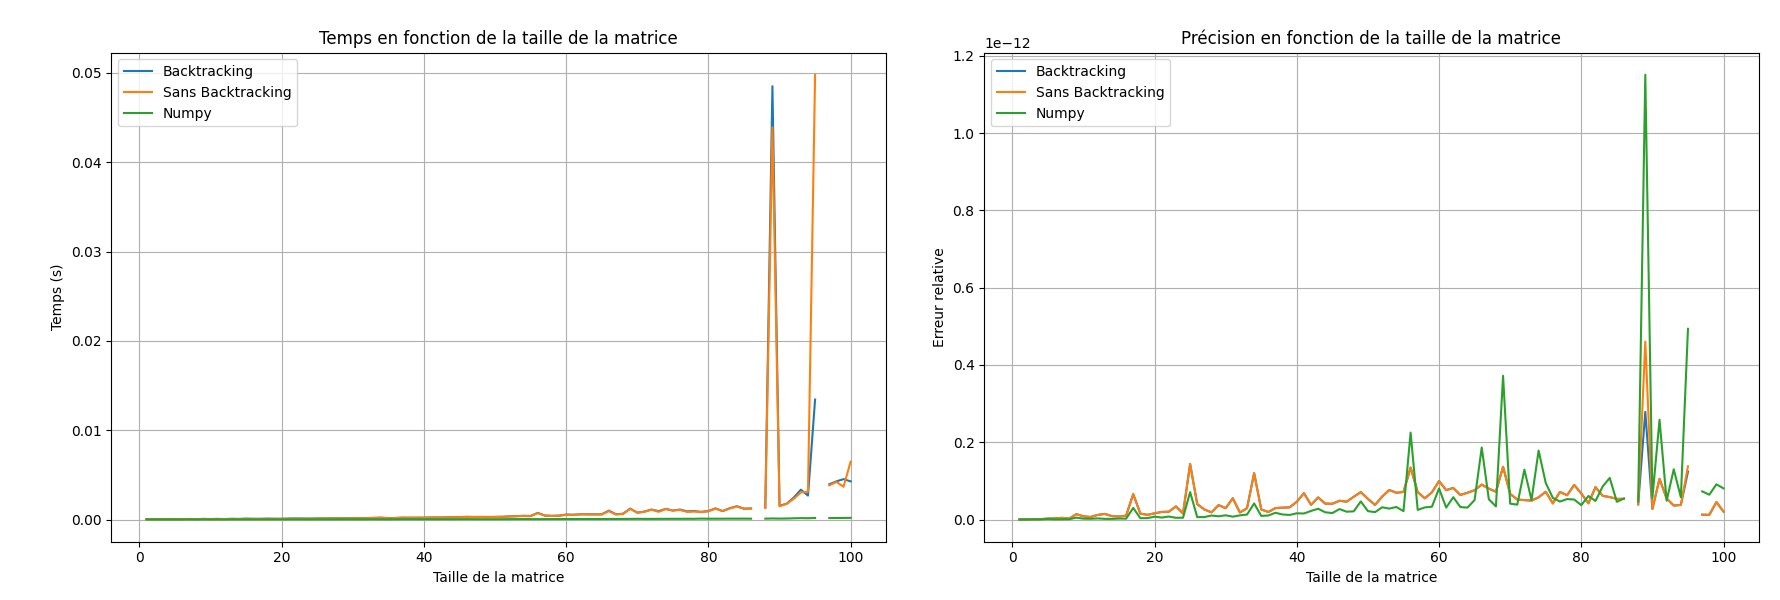 Temps en fonction de la taille de la matrice
Backtracking
Sans Backtracking
Numpy
0.05
0.04
0.03
0.02
0.01
0.00
Temps (s)
0 20 40 60 80 100
Taille de la matrice
Précision en fonction de la taille de la matrice
1e−12
Backtracking
Sans Backtracking
Numpy
1.2
1.0
0.8
0.6
0.4
0.2
0.0
Erreur relative
0 20 40 60 80 100
Taille de la matrice